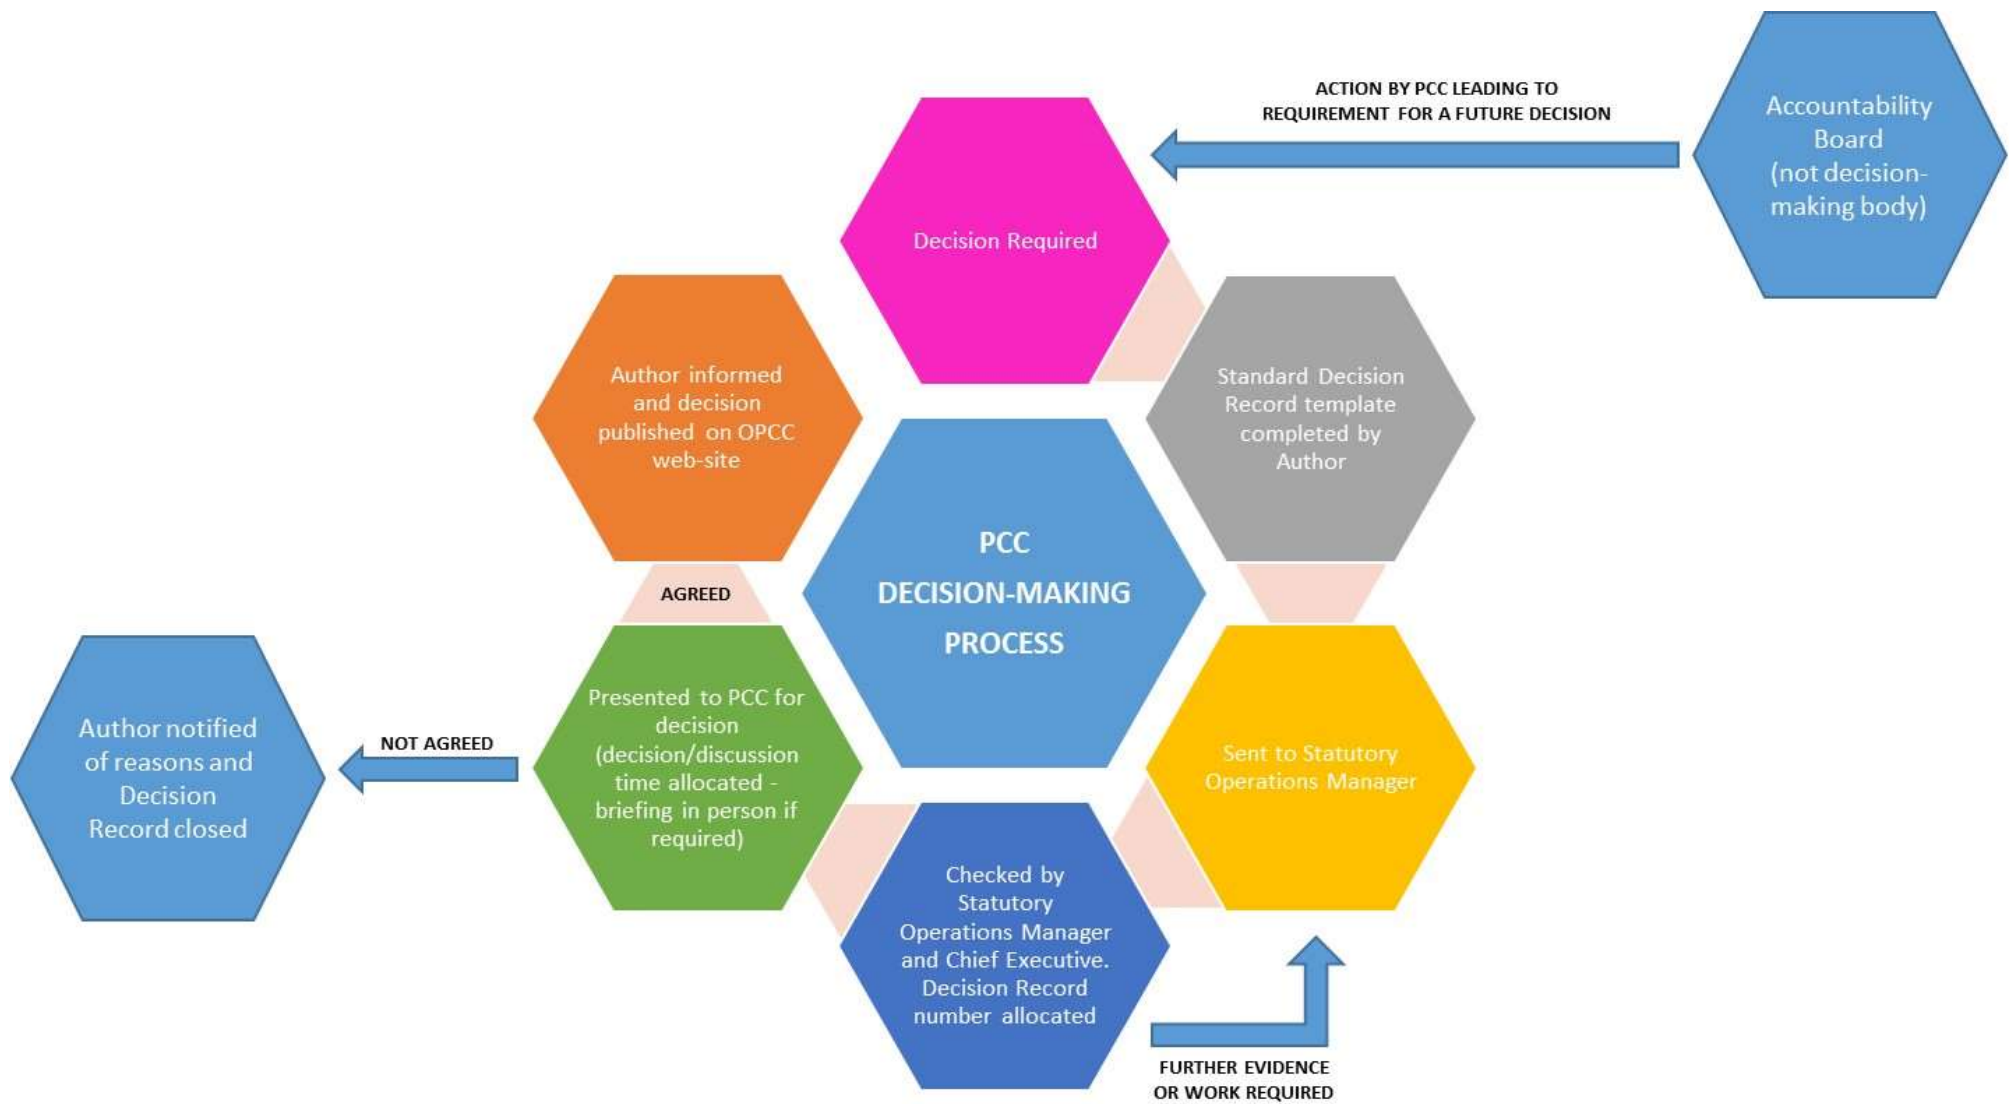 ACTION BY PCC LEADING TO
REQUIREMENT FOR A FUTURE DECISION
Accountability
Board
(not decision-
making body)
Decision Required
Standard Decision
Record template
completed by
Author
Author informed
and decision
published on OPCC
web-site
PCC
DECISION-MAKING
PROCESS
AGREED
Sent to Statutory
Operations Manager
Presented to PCC for
decision
(decision/discussion
time allocated -
briefing in person if
required)
NOT AGREED
Author notified
of reasons and
Decision
Record closed
Checked by
Statutory
Operations Manager
and Chief Executive.
Decision Record
number allocated
FURTHER EVIDENCE
OR WORK REQUIRED